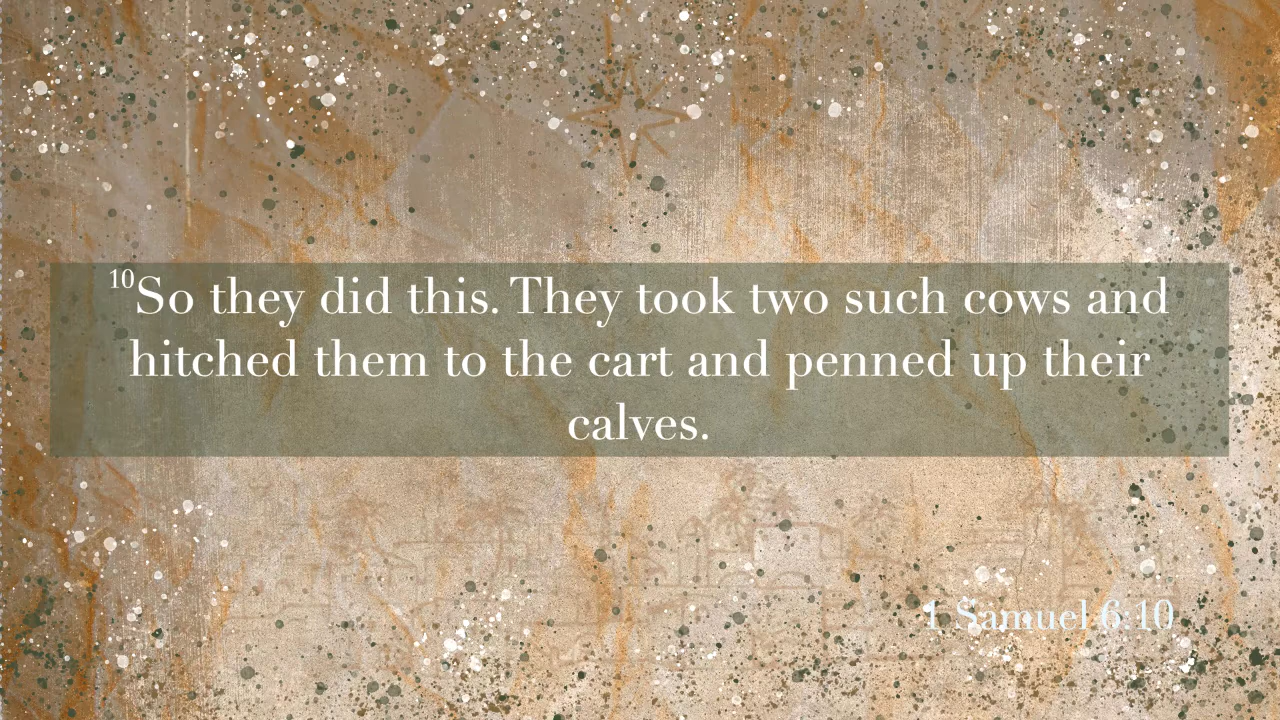 10So they did this. They took two such cows and
hitched them to the cart and penned up their
calves.
1 Samuel 6:10